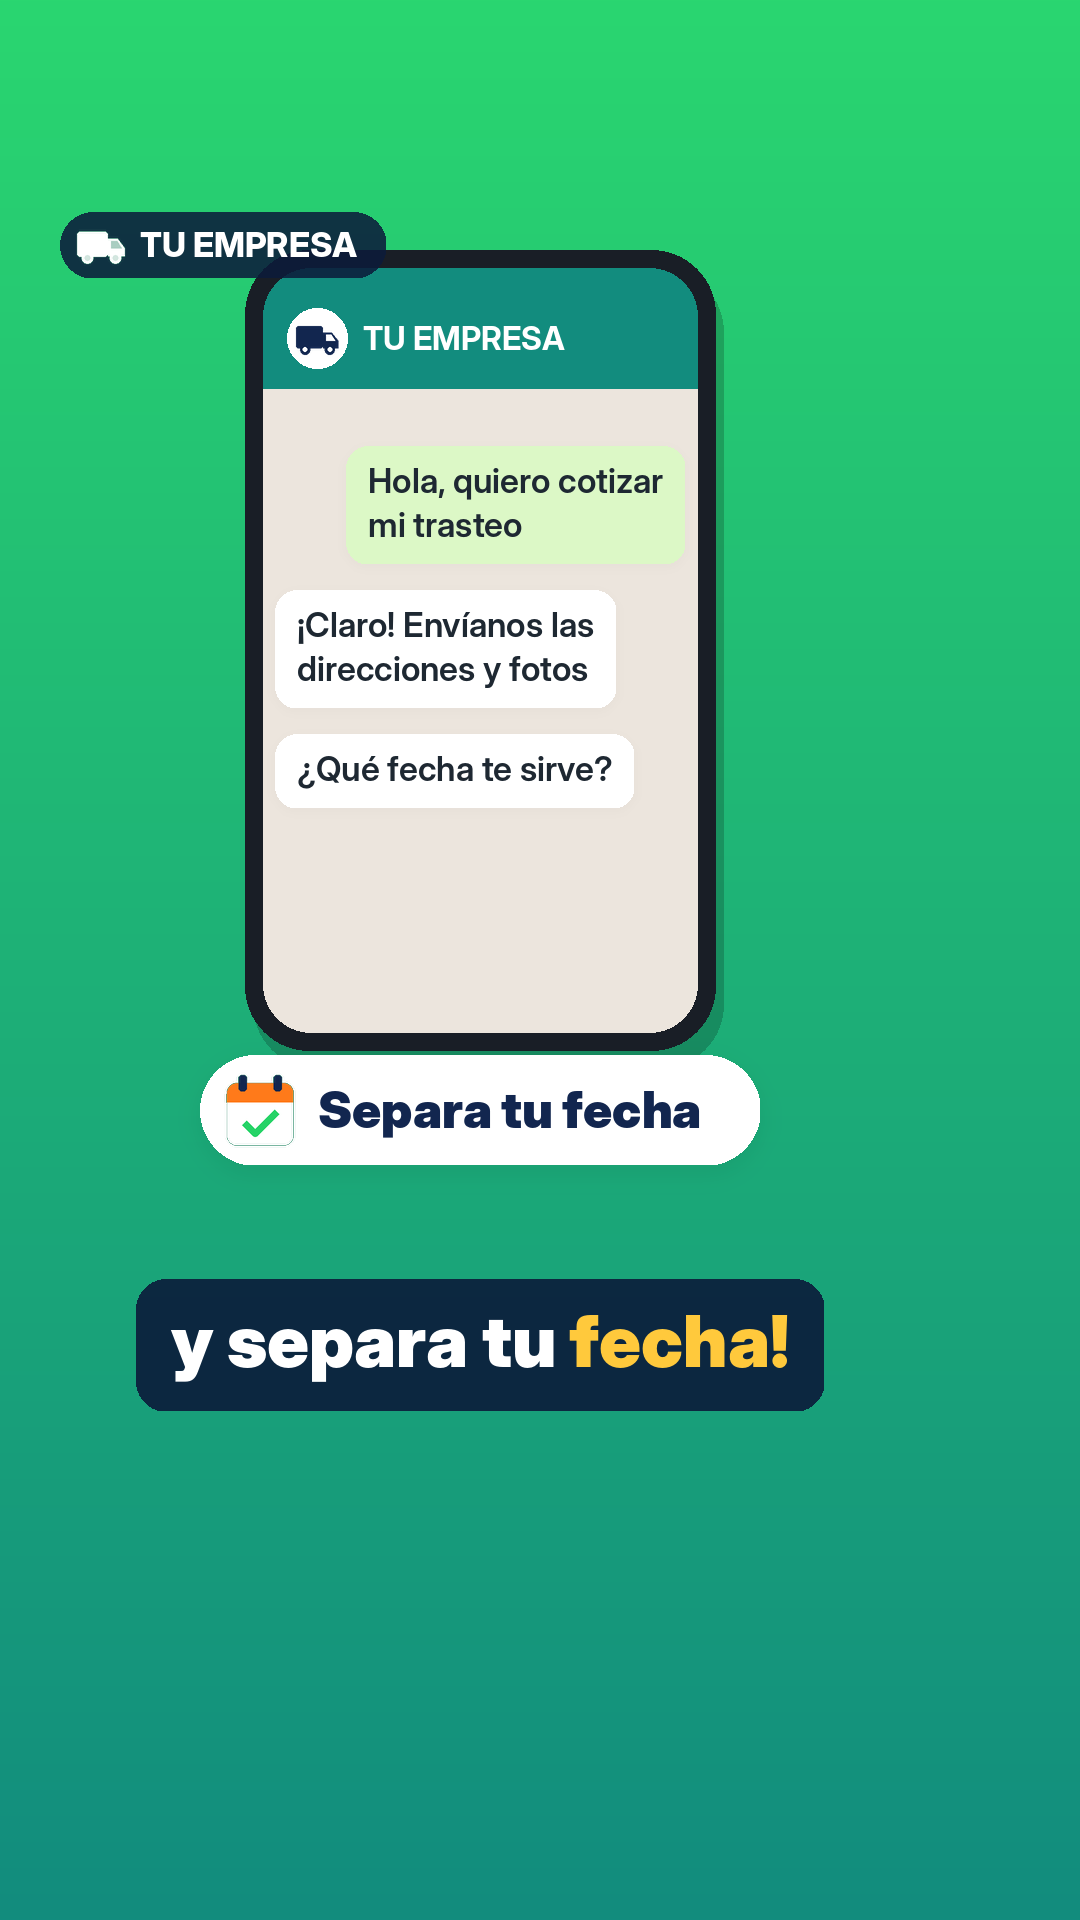 TU EMPRESA
TU EMPRESA
Hola, quiero cotizar
mi trasteo
¡Claro! Envíanos las
direcciones y fotos
¿Qué fecha te sirve?
Separa tu fecha
y separa tu fecha!